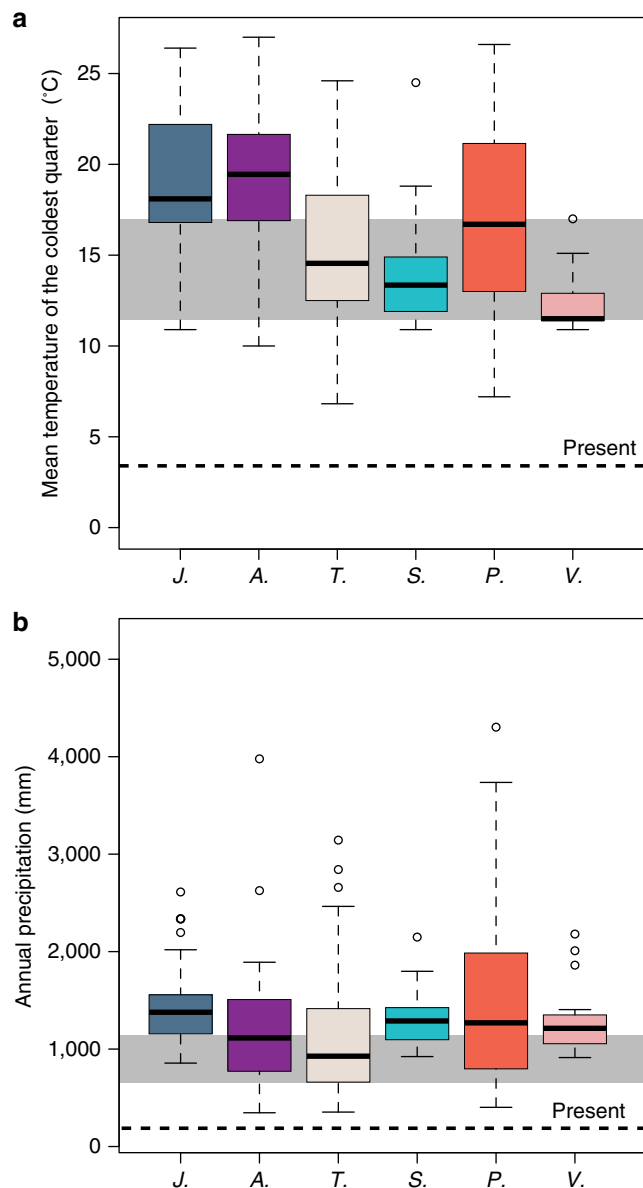 a
Mean temperature of the coldest quarter (°C)
25
20
15
10
5
0
Present
J. A. T. S. P. V.
b
Annual precipitation (mm)
5,000
4,000
3,000
2,000
1,000
0
Present
J. A. T. S. P. V.